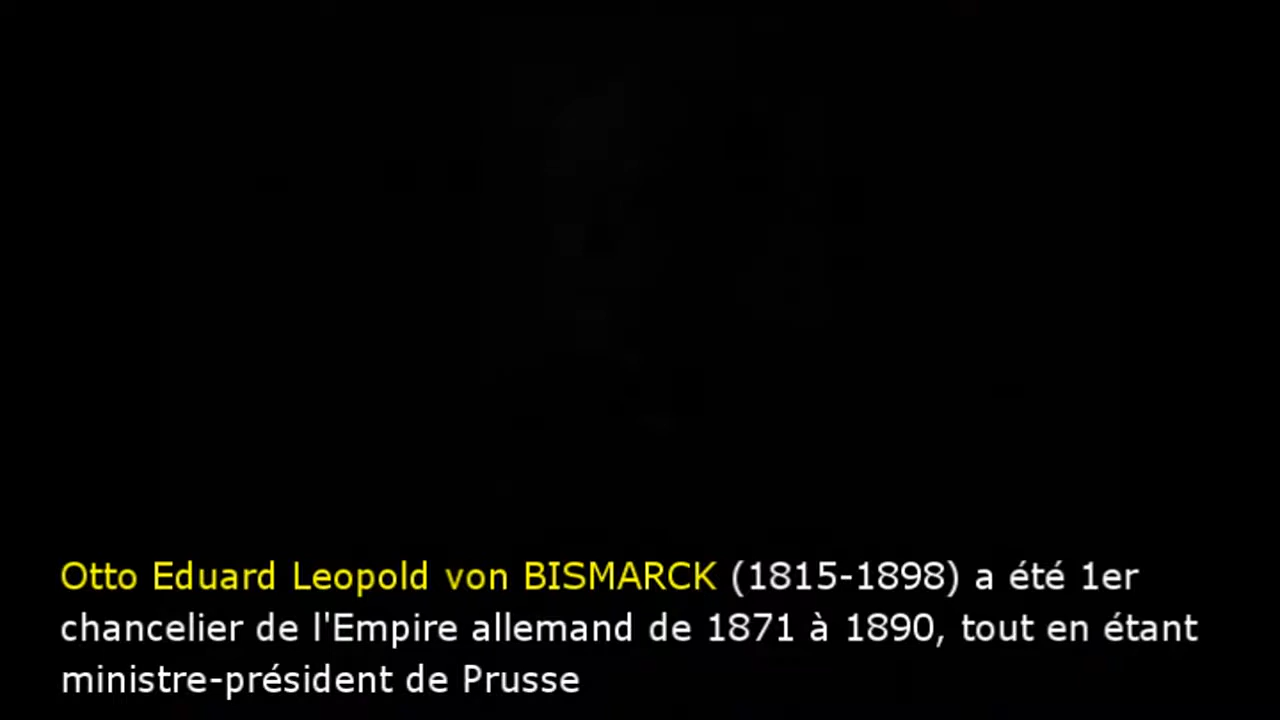 Otto Eduard Leopold von BISMARCK (1815-1898) a été 1er
chancelier de l'Empire allemand de 1871 à 1890, tout en étant
ministre-président de Prusse